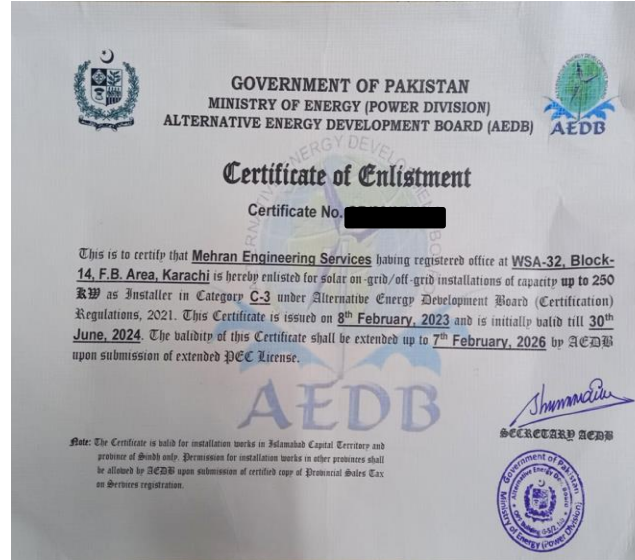 GOVERNMENT OF PAKISTAN
MINISTRY OF ENERGY (POWER DIVISION)
ALTERNATIVE ENERGY DEVELOPMENT BOARD (AEDB)
AEDB
Certificate of Enlistment
Certificate No.
This is to certify that Mehran Engineering Services having registered office at WSA-32, Block-
14, F.B. Area, Karachi is hereby enlisted for solar on-grid/off-grid installations of capacity up to 250
KW as Installer in Category C-3 under Alternative Energy Development Board (Certification)
Regulations, 2021. This Certificate is issued on 8th February, 2023 and is initially valid till 30th
June, 2024. The validity of this Certificate shall be extended up to 7th February, 2026 by AEDB
upon submission of extended PEC License.
AEDB
SECRETARY AEDB
Note: The Certificate is valid for installation works in Islamabad Capital Territory and
province of Sindh only. Permission for installation works in other provinces shall
be allowed by AEDB upon submission of certified copy of Provincial Sales Tax
on Services registration.
Government of Pakistan
Ministry of Energy (Power Division)